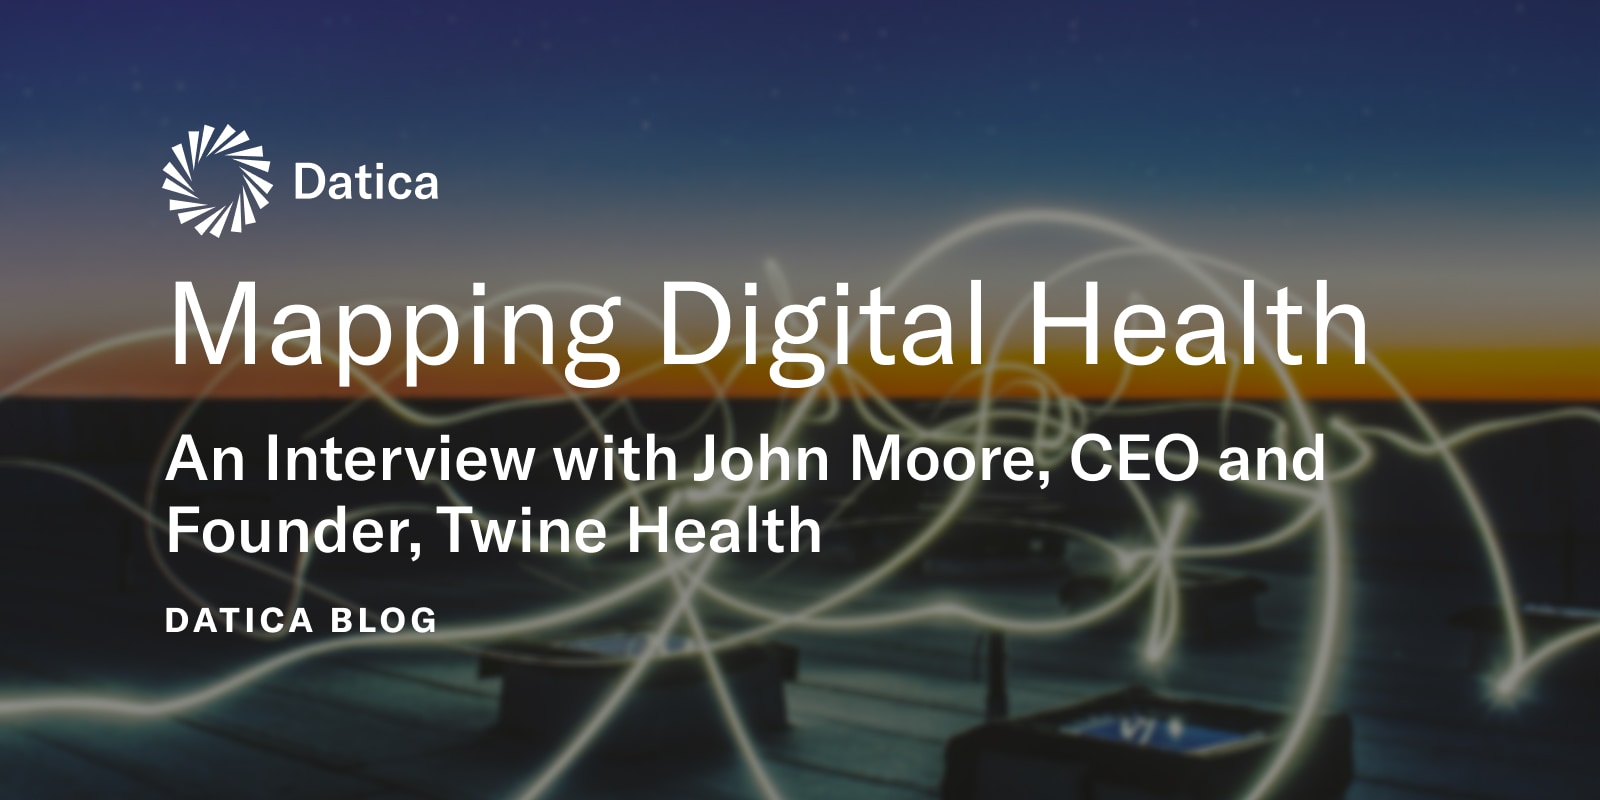 Datica
Mapping Digital Health
An Interview with John Moore, CEO and
Founder, Twine Health
DATICA BLOG